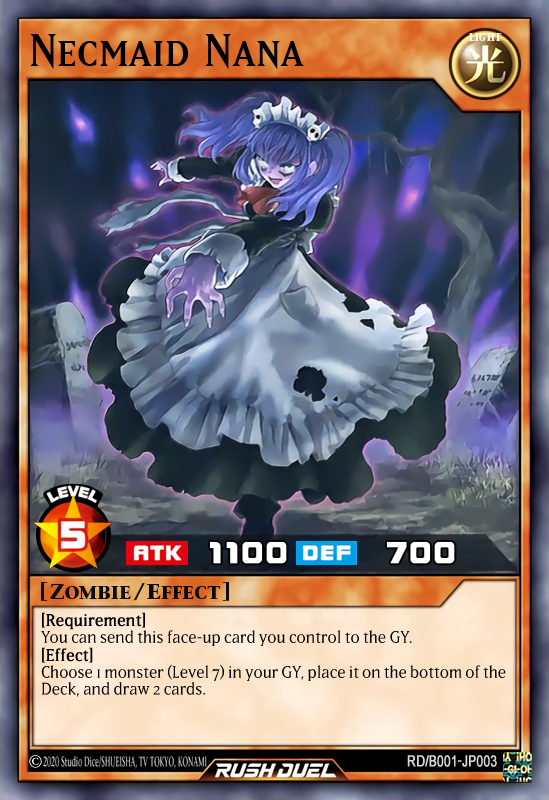 Necmaid Nana
LIGHT
光
LEVEL
5
ATK 1100 DEF 700
[Zombie/Effect]
[Requirement]
You can send this face-up card you control to the GY.
[Effect]
Choose 1 monster (Level 7) in your GY, place it on the bottom of the
Deck, and draw 2 cards.
©2020 Studio Dice/SHUEISHA, TV TOKYO, KONAMI
RUSH DUEL
RD/B001-JP003